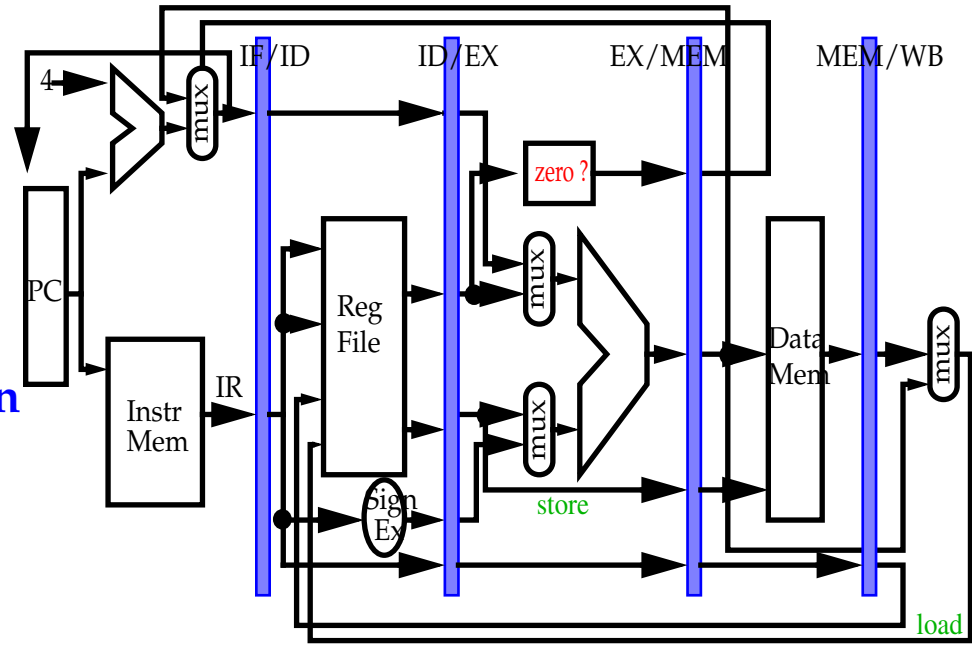 IF/ID
ID/EX
EX/MEM
MEM/WB
4
mux
zero ?
PC
Reg
File
mux
Data
Mem
mux
n
IR
Instr
Mem
mux
Sign
Ex
store
load